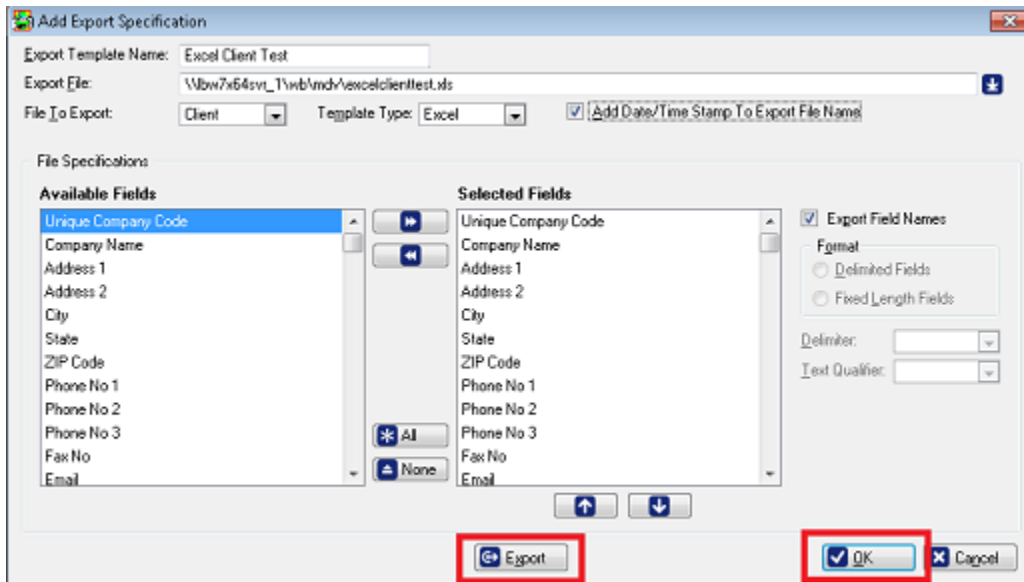 Add Export Specification
Export Template Name: Excel Client Test
Export File: \\lbw7x64svr_1\wb\mdv\excelclienttest.xls
File To Export: Client Template Type: Excel Add Date/Time Stamp To Export File Name
File Specifications
Available Fields Selected Fields
Unique Company Code Unique Company Code Export Field Names
Company Name Company Name Format
Address 1 Address 1 Delimited Fields
Address 2 Address 2 Fixed Length Fields
City City
State State Delimiter:
ZIP Code ZIP Code Text Qualifier:
Phone No 1 Phone No 1
Phone No 2 Phone No 2
Phone No 3 All Phone No 3
Fax No Fax No
Email None Email
Export OK Cancel